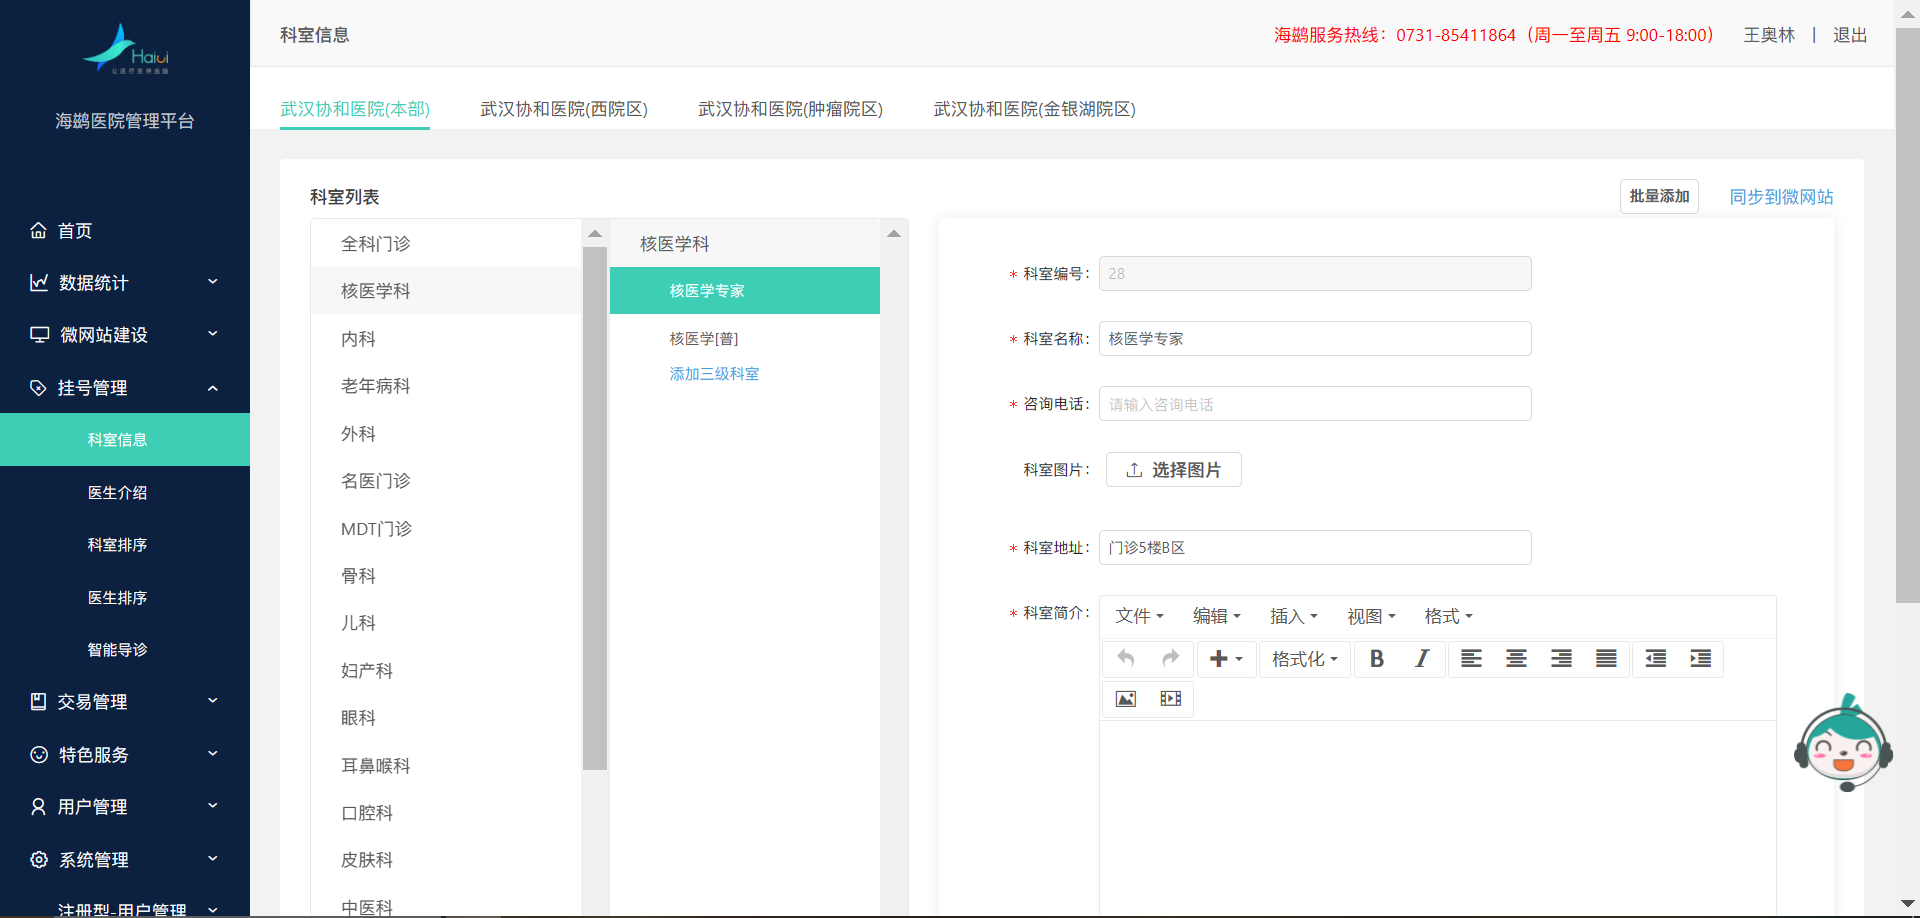 Haiui
让医疗变得温暖
海鹚医院管理平台
首页
数据统计
微网站建设
挂号管理
科室信息
医生介绍
科室排序
医生排序
智能导诊
交易管理
特色服务
用户管理
系统管理
注册型-用户管理
科室信息
海鹚服务热线：0731-85411864（周一至周五 9:00-18:00）
王奥林 | 退出
武汉协和医院(本部) 武汉协和医院(西院区) 武汉协和医院(肿瘤院区) 武汉协和医院(金银湖院区)
科室列表
批量添加 同步到微网站
全科门诊
核医学科
内科
老年病科
外科
名医门诊
MDT门诊
骨科
儿科
妇产科
眼科
耳鼻喉科
口腔科
皮肤科
中医科
核医学科
核医学专家
核医学[普]
添加三级科室
* 科室编号： 28
* 科室名称： 核医学专家
* 咨询电话： 请输入咨询电话
科室图片： 选择图片
* 科室地址： 门诊5楼B区
* 科室简介： 文件 编辑 插入 视图 格式
格式化 B I